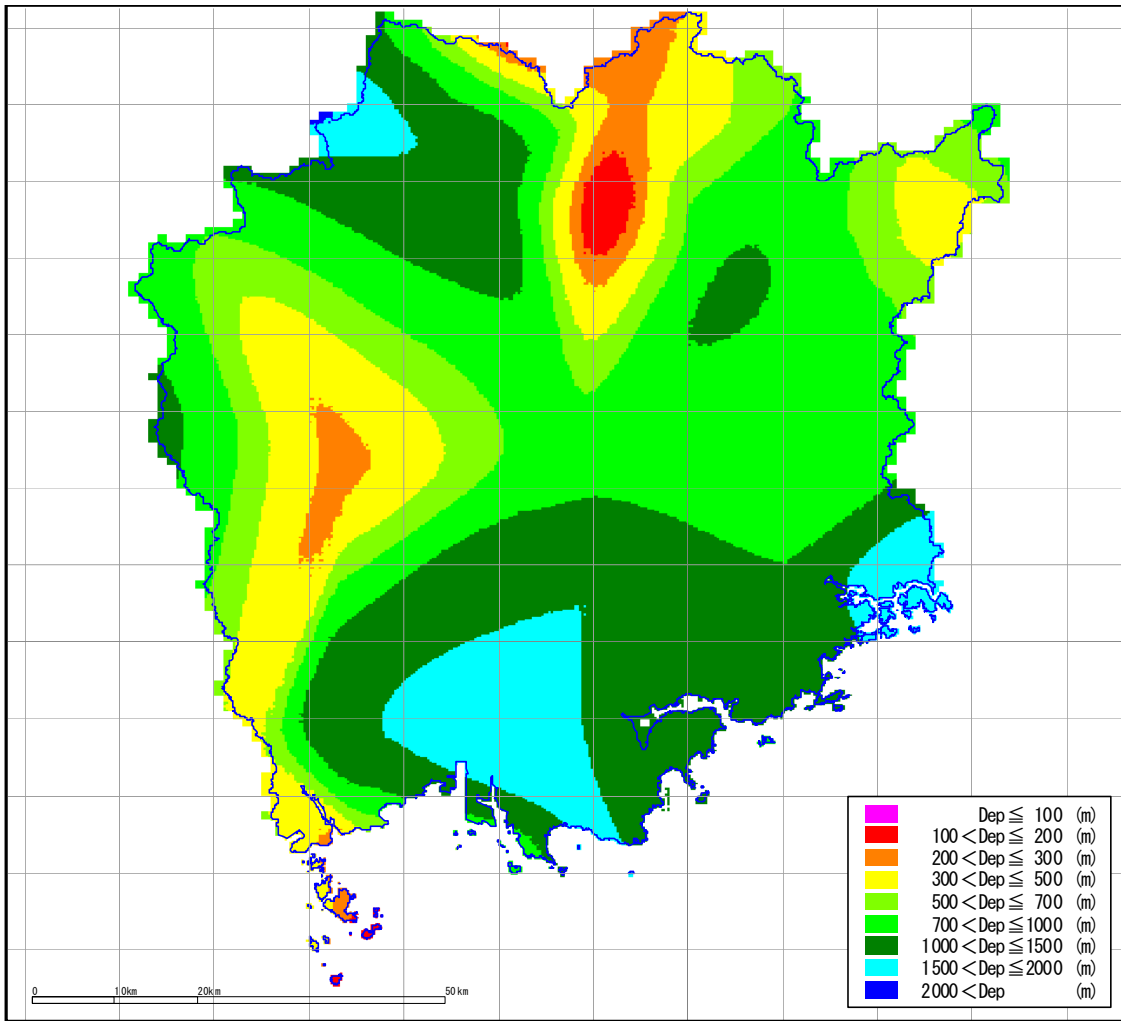 Dep≦ 100 (m)
100<Dep≦ 200 (m)
200<Dep≦ 300 (m)
300<Dep≦ 500 (m)
500<Dep≦ 700 (m)
700<Dep≦1000 (m)
1000<Dep≦1500 (m)
1500<Dep≦2000 (m)
2000<Dep (m)
0 10km 20km 50km